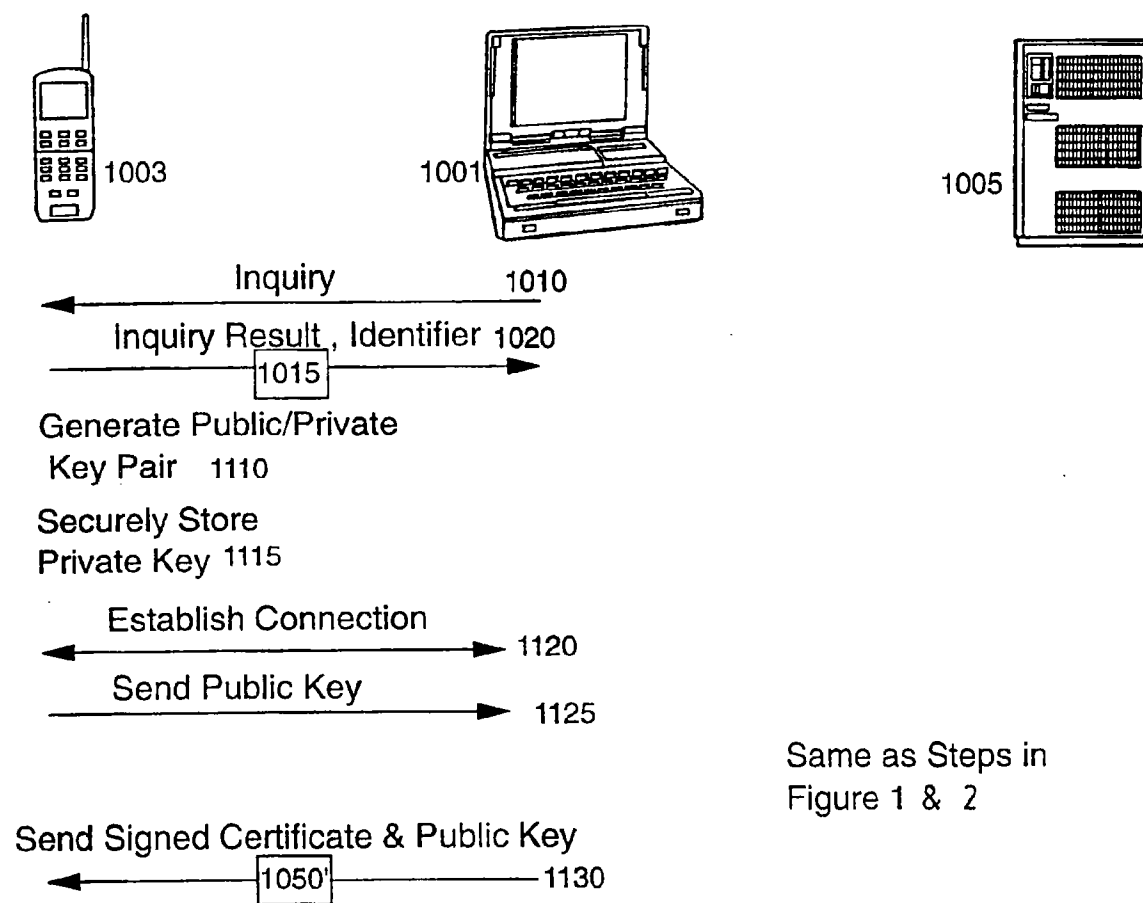 1003
1001
1005
Inquiry 1010
Inquiry Result , Identifier 1020
1015
Generate Public/Private
Key Pair 1110
Securely Store
Private Key 1115
Establish Connection
1120
Send Public Key
1125
Same as Steps in
Figure 1 & 2
Send Signed Certificate & Public Key
1050' 1130